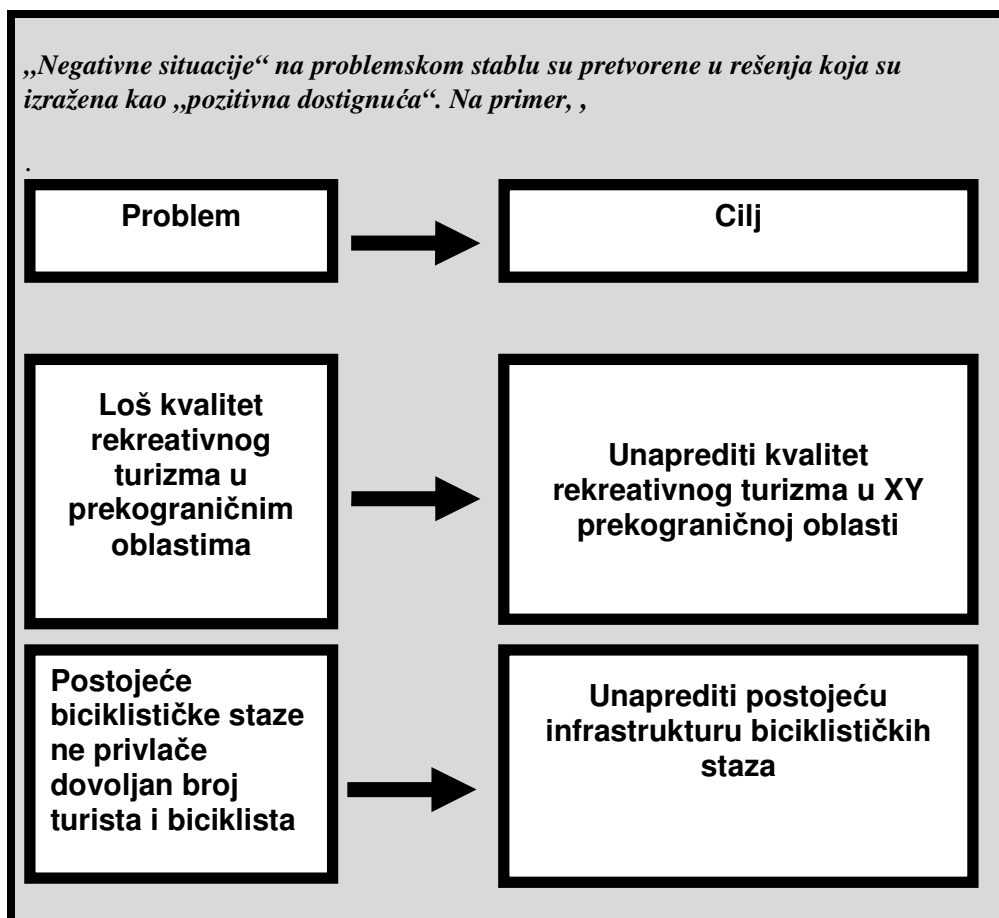 „Negativne situacije“ na problemskom stablu su pretvorene u rešenja koja su
izražena kao „pozitivna dostignuća“. Na primer, ,
.
Problem
Cilj
Loš kvalitet
rekreativnog
turizma u
prekograničnim
oblastima
Unaprediti kvalitet
rekreativnog turizma u XY
prekograničnoj oblasti
Postojeće
biciklističke staze
ne privlače
dovoljan broj
turista i biciklista
Unaprediti postojeću
infrastrukturu biciklističkih
staza